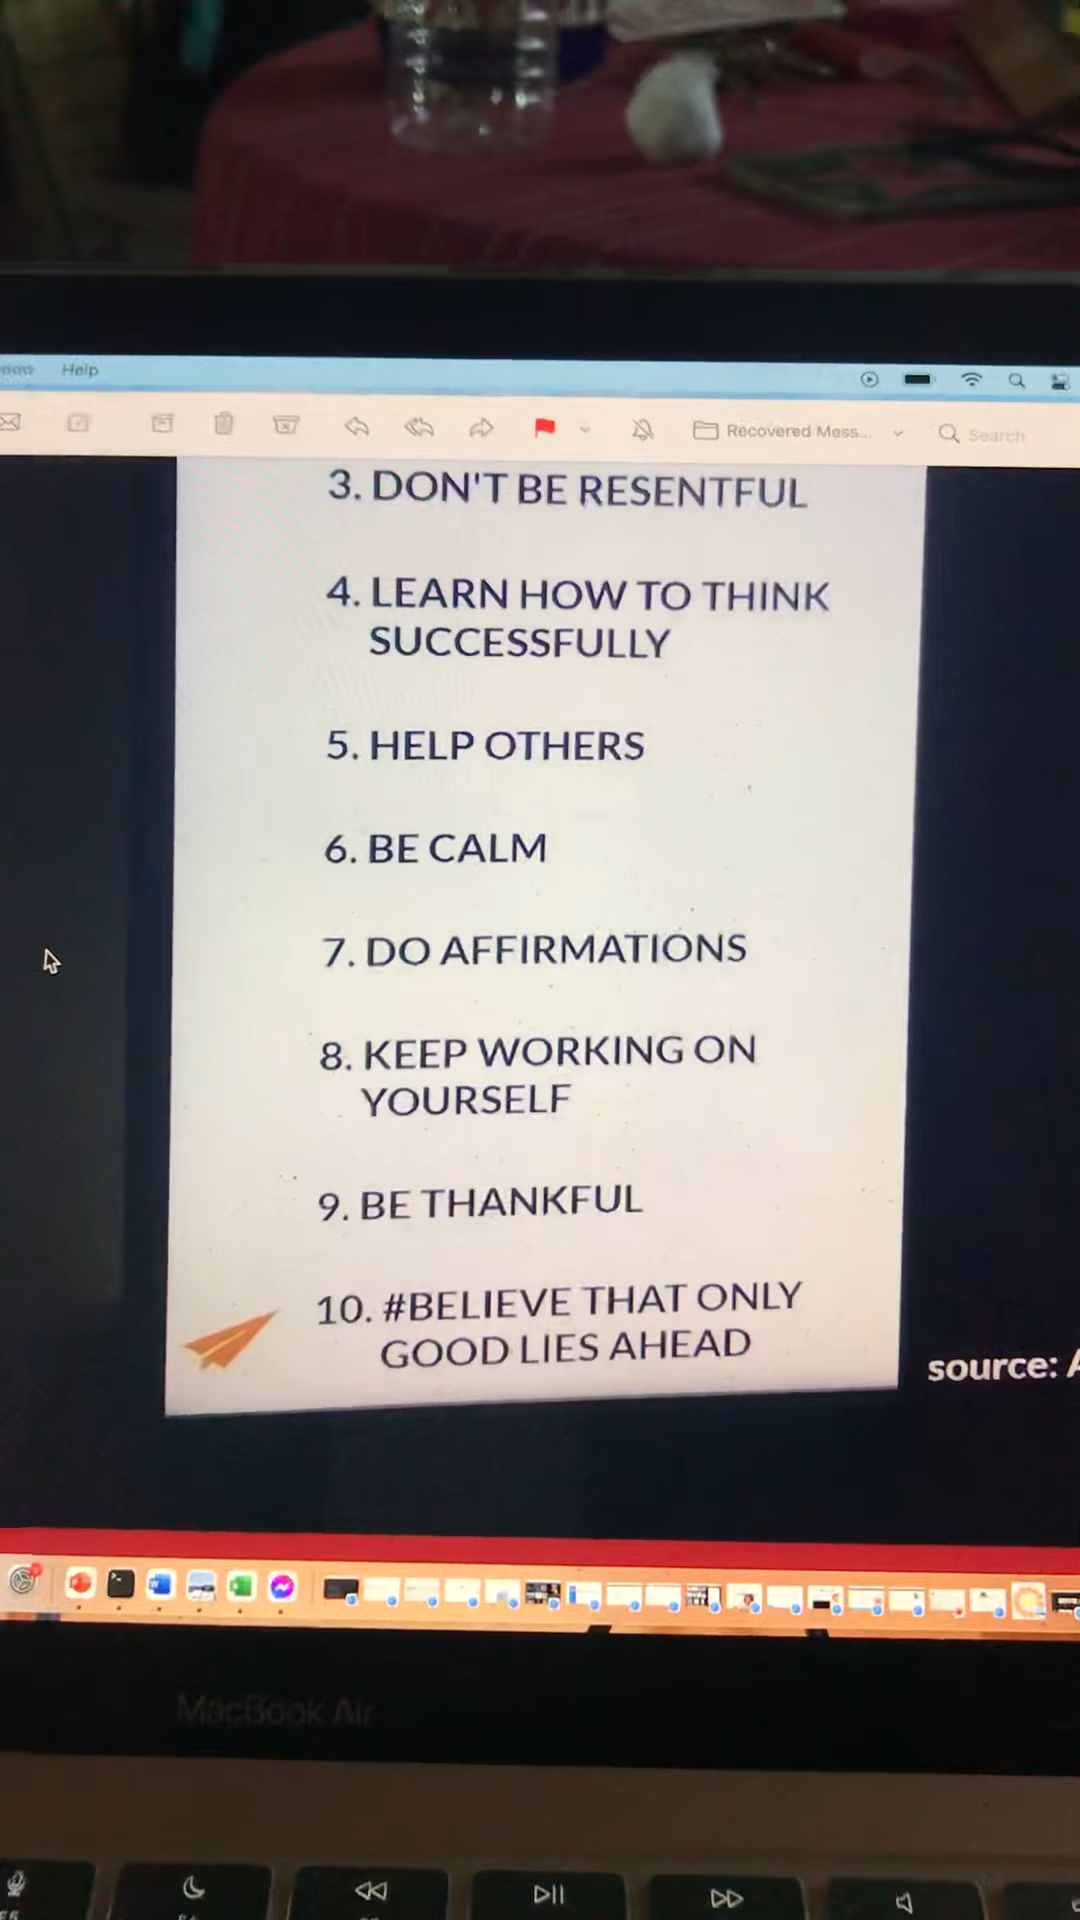 Help
Recovered Mess...
Search
3. DON'T BE RESENTFUL
4. LEARN HOW TO THINK
SUCCESSFULLY
5. HELP OTHERS
6. BE CALM
7. DO AFFIRMATIONS
8. KEEP WORKING ON
YOURSELF
9. BE THANKFUL
10. #BELIEVE THAT ONLY
GOOD LIES AHEAD
source: A
MacBook Air